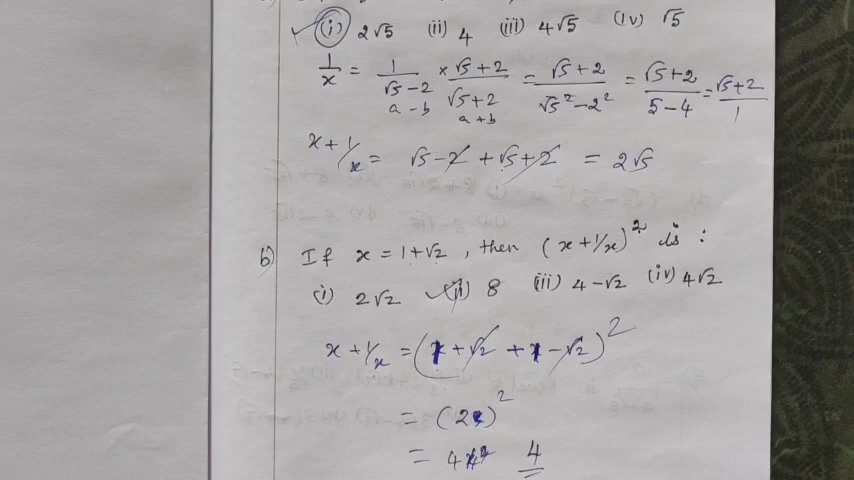 (i) 2√5 (ii) 4 (iii) 4√5 (iv) √5
1/x = 1/(√5 – 2) × (√5 + 2)/(√5 + 2) = (√5 + 2)/(√5² – 2²) = (√5 + 2)/(5 – 4) = (√5 + 2)/1
a – b a + b
x + 1/x = √5 – 2 + √5 + 2 = 2√5
b) If x = 1 + √2, then (x + 1/x)² is :
(i) 2√2 (ii) 8 (iii) 4 – √2 (iv) 4√2
x + 1/x = (1 + √2 + 1 – √2)²
= (2)²
= 4 4